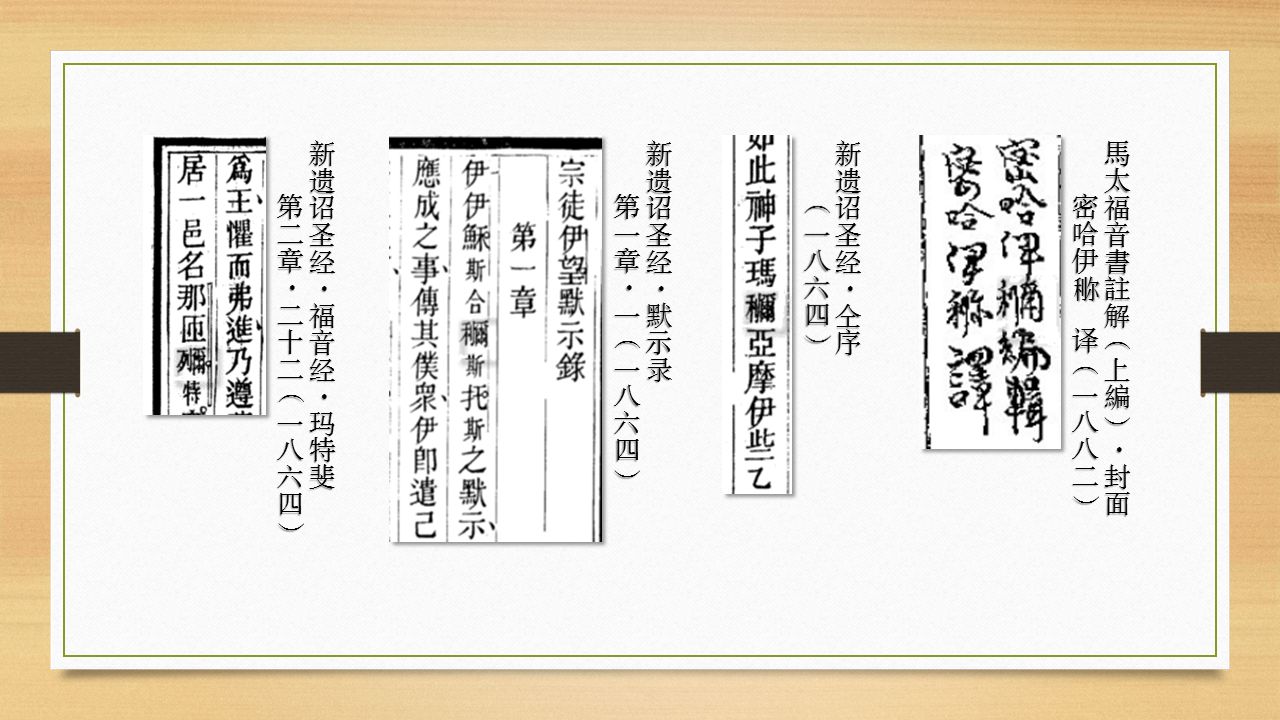 馬太福音書註解（上編）·封面
密哈伊称 译（一八八二）
密哈伊穪編輯
密哈伊称譯
新遗诏圣经·仝序
（一八六四）
如此神子瑪穪亞摩伊些乙
新遗诏圣经·默示录
第一章·一（一八六四）
宗徒伊望默示錄
第一章
伊伊穌斯合穪斯托斯之默示
應成之事傳其僕衆伊卽遣己
新遗诏圣经·福音经·玛特斐
第二章·二十二（一八六四）
爲王懼而弗進乃遵
居一邑名那匝穪特